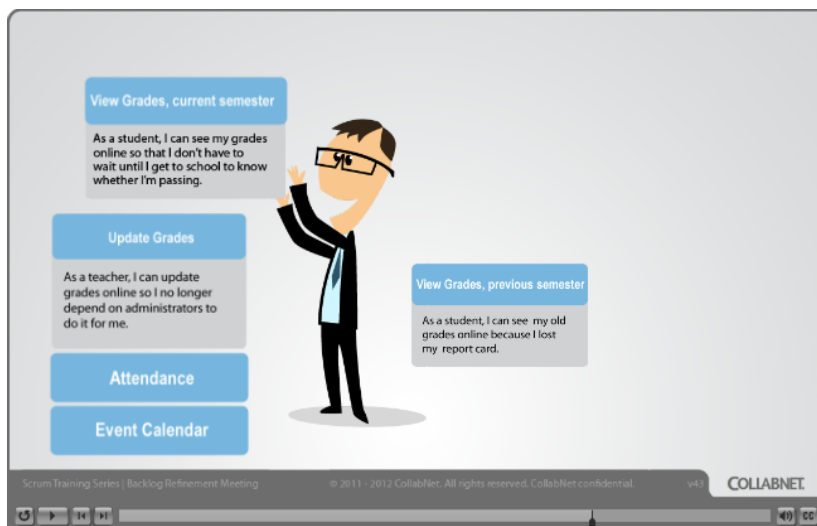 View Grades, current semester
As a student, I can see my grades
online so that I don't have to
wait until I get to school to know
whether I'm passing.
Update Grades
As a teacher, I can update
grades online so I no longer
depend on administrators to
do it for me.
Attendance
Event Calendar
View Grades, previous semester
As a student, I can see my old
grades online because I lost
my report card.
Scrum Training Series | Backlog Refinement Meeting
© 2011 - 2012 CollabNet. All rights reserved. CollabNet confidential.
v43
COLLABNET
CC